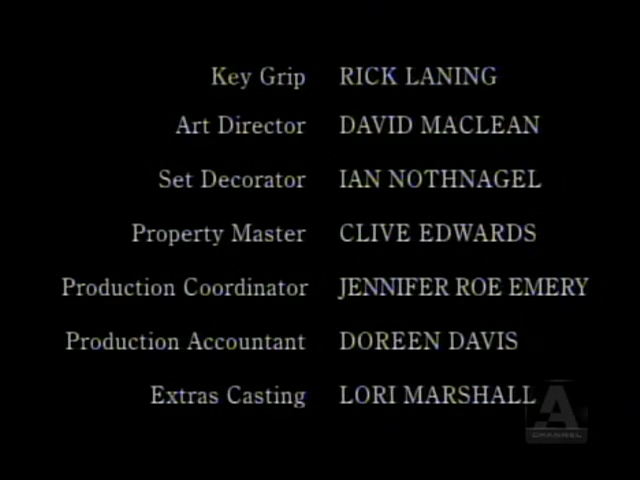 Key Grip RICK LANING
Art Director DAVID MACLEAN
Set Decorator IAN NOTHNAGEL
Property Master CLIVE EDWARDS
Production Coordinator JENNIFER ROE EMERY
Production Accountant DOREEN DAVIS
Extras Casting LORI MARSHALL
A
CHANNEL